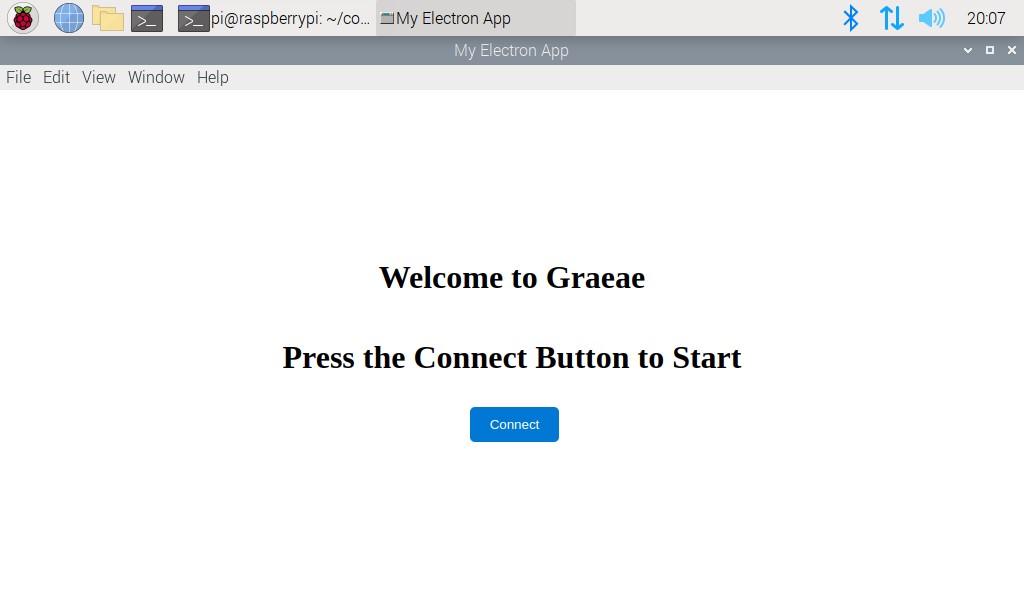 pi@raspberrypi: ~/co...
My Electron App
20:07
My Electron App
File Edit View Window Help
Welcome to Graeae
Press the Connect Button to Start
Connect